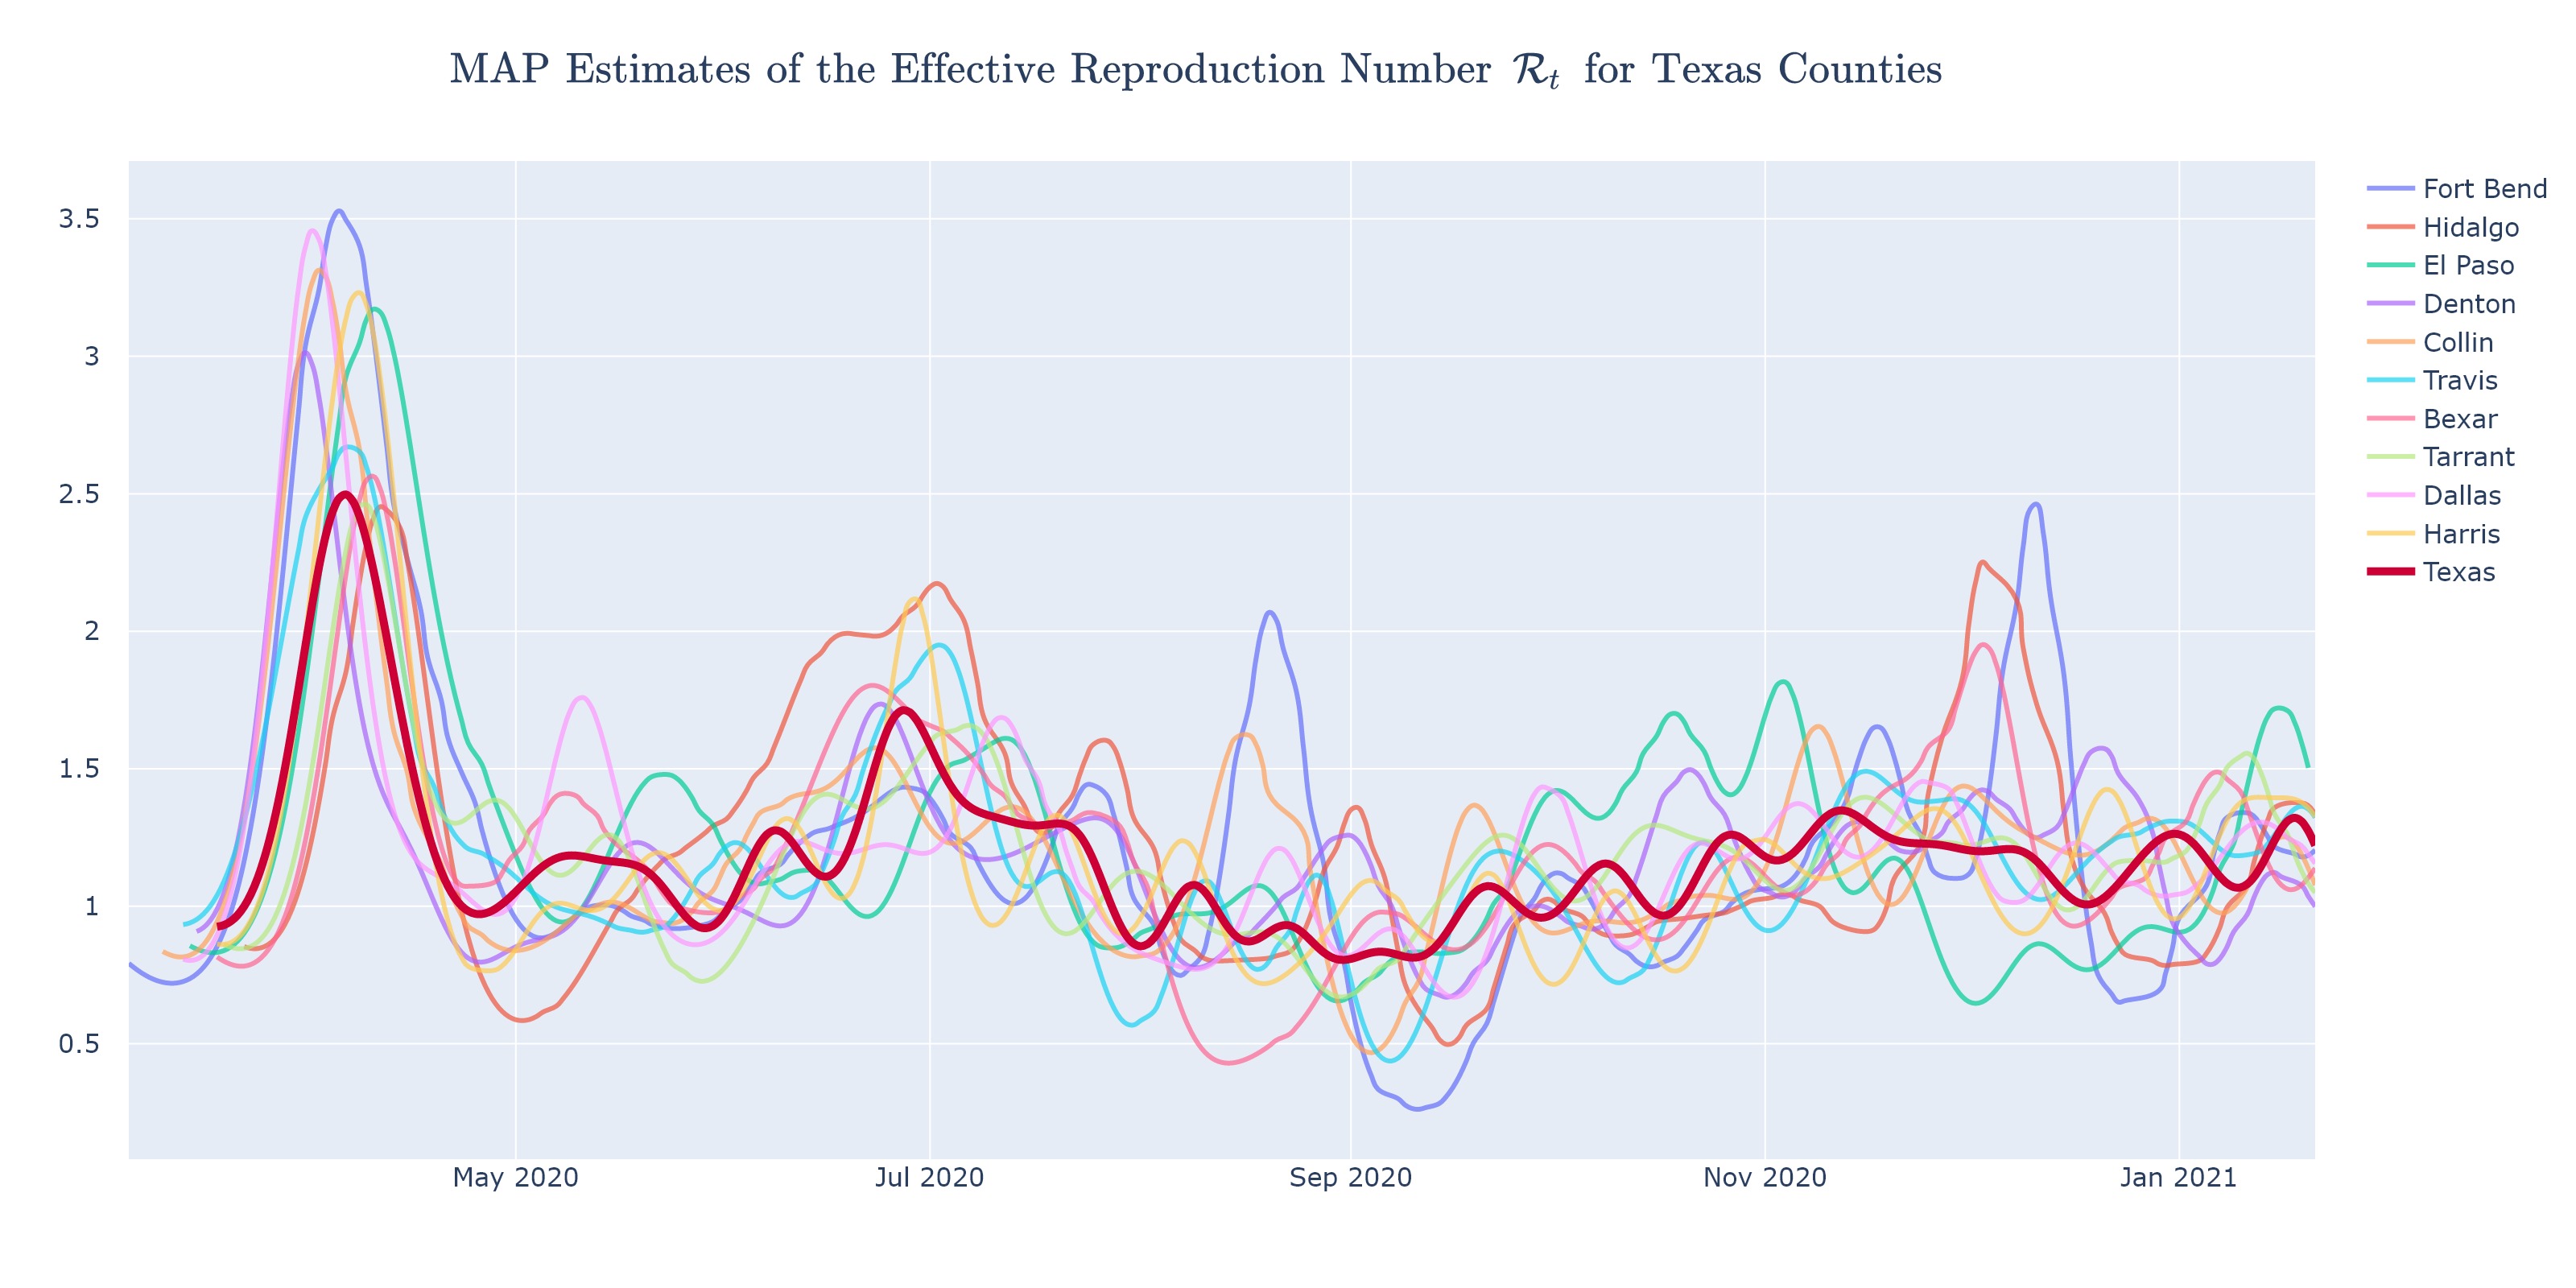 MAP Estimates of the Effective Reproduction Number ℛₜ for Texas Counties
3.5
3
2.5
2
1.5
1
0.5
May 2020
Jul 2020
Sep 2020
Nov 2020
Jan 2021
Fort Bend
Hidalgo
El Paso
Denton
Collin
Travis
Bexar
Tarrant
Dallas
Harris
Texas